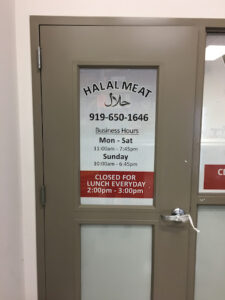 HALAL MEAT
حلال
919-650-1646
Business Hours
Mon - Sat
11:00am - 7:45pm
Sunday
10:00am - 6:45pm
CLOSED FOR
LUNCH EVERYDAY
2:00pm - 3:00pm